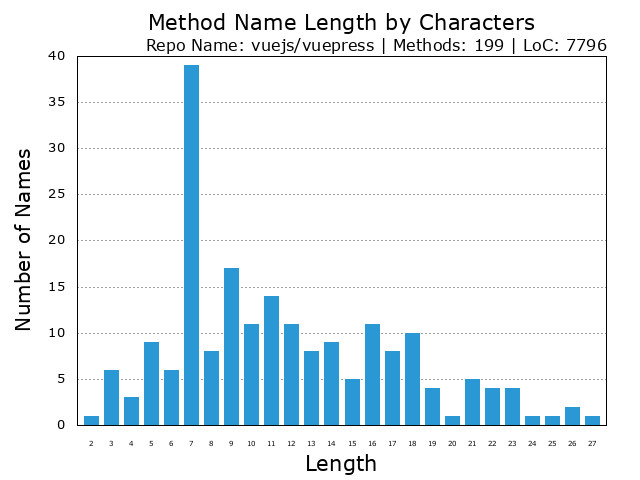 Method Name Length by Characters
Repo Name: vuejs/vuepress | Methods: 199 | LoC: 7796
40
35
30
25
20
15
10
5
0
Number of Names
2 3 4 5 6 7 8 9 10 11 12 13 14 15 16 17 18 19 20 21 22 23 24 25 26 27
Length